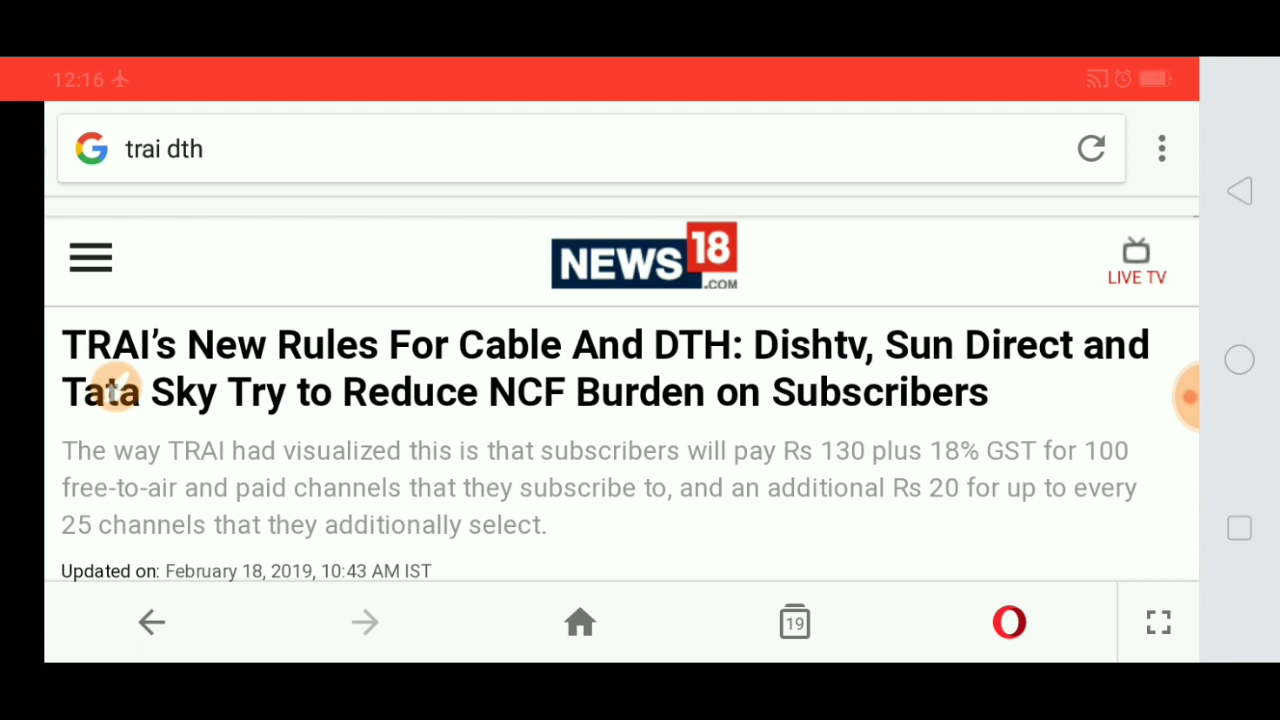 12:16
trai dth
NEWS 18
.COM
LIVE TV
TRAI’s New Rules For Cable And DTH: Dishtv, Sun Direct and
Tata Sky Try to Reduce NCF Burden on Subscribers
The way TRAI had visualized this is that subscribers will pay Rs 130 plus 18% GST for 100
free-to-air and paid channels that they subscribe to, and an additional Rs 20 for up to every
25 channels that they additionally select.
Updated on: February 18, 2019, 10:43 AM IST
19